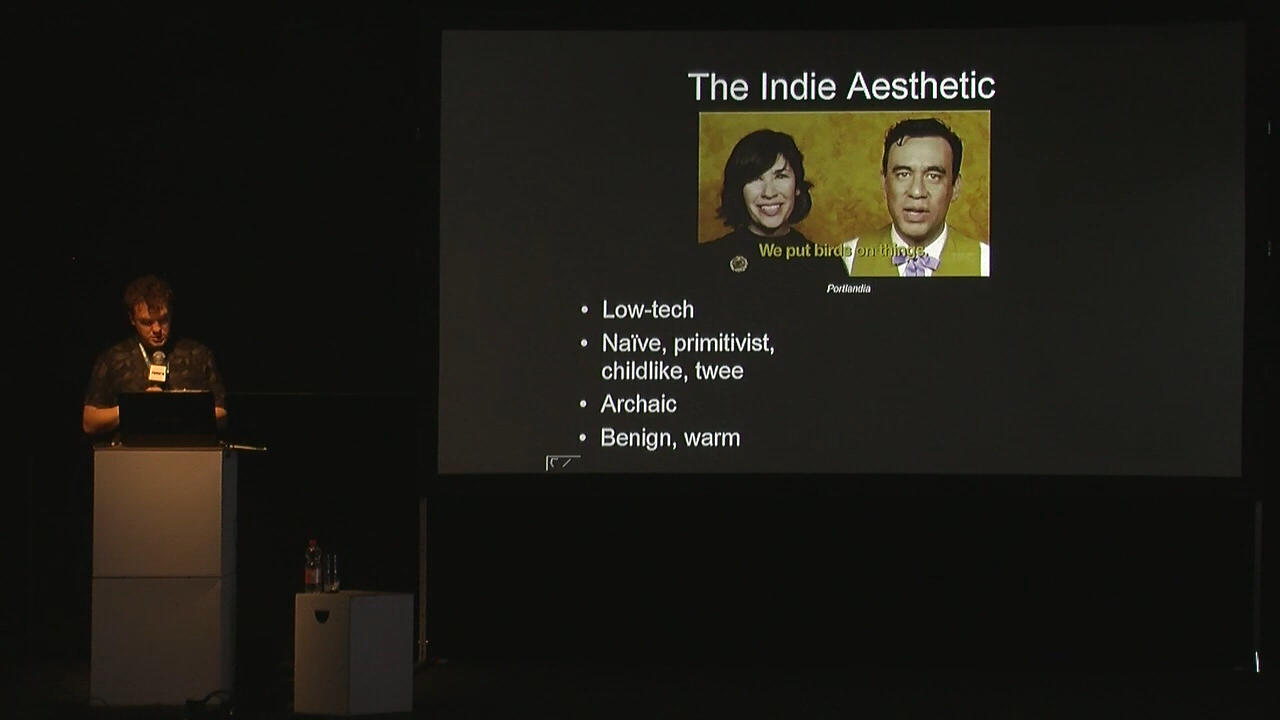 The Indie Aesthetic
We put birds on things.
Portlandia
• Low-tech
• Naïve, primitivist,
childlike, twee
• Archaic
• Benign, warm